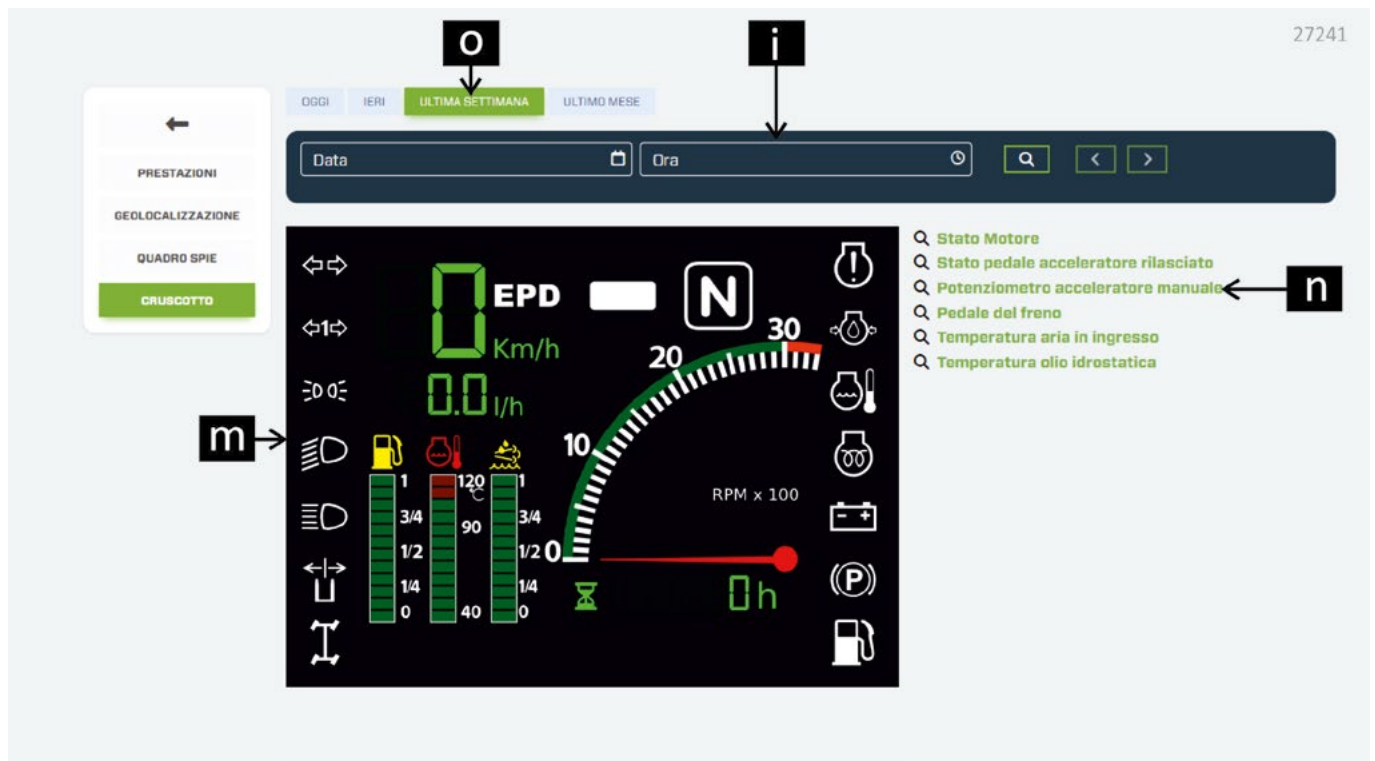 o
i
27241
OGGI IERI ULTIMA SETTIMANA ULTIMO MESE
Data Ora
PRESTAZIONI
GEOLOCALIZZAZIONE
QUADRO SPIE
CRUSCOTTO
Stato Motore
Stato pedale acceleratore rilasciato
Potenziometro acceleratore manuale
n
Pedale del freno
Temperatura aria in ingresso
Temperatura olio idrostatica
m
0 EPD N
Km/h
0.0 l/h
1
1 120 1
°C
3/4 90 3/4
1/2 1/2
1/4 1/4
0 40 0
0 10 20 30
RPM x 100
0 h
P